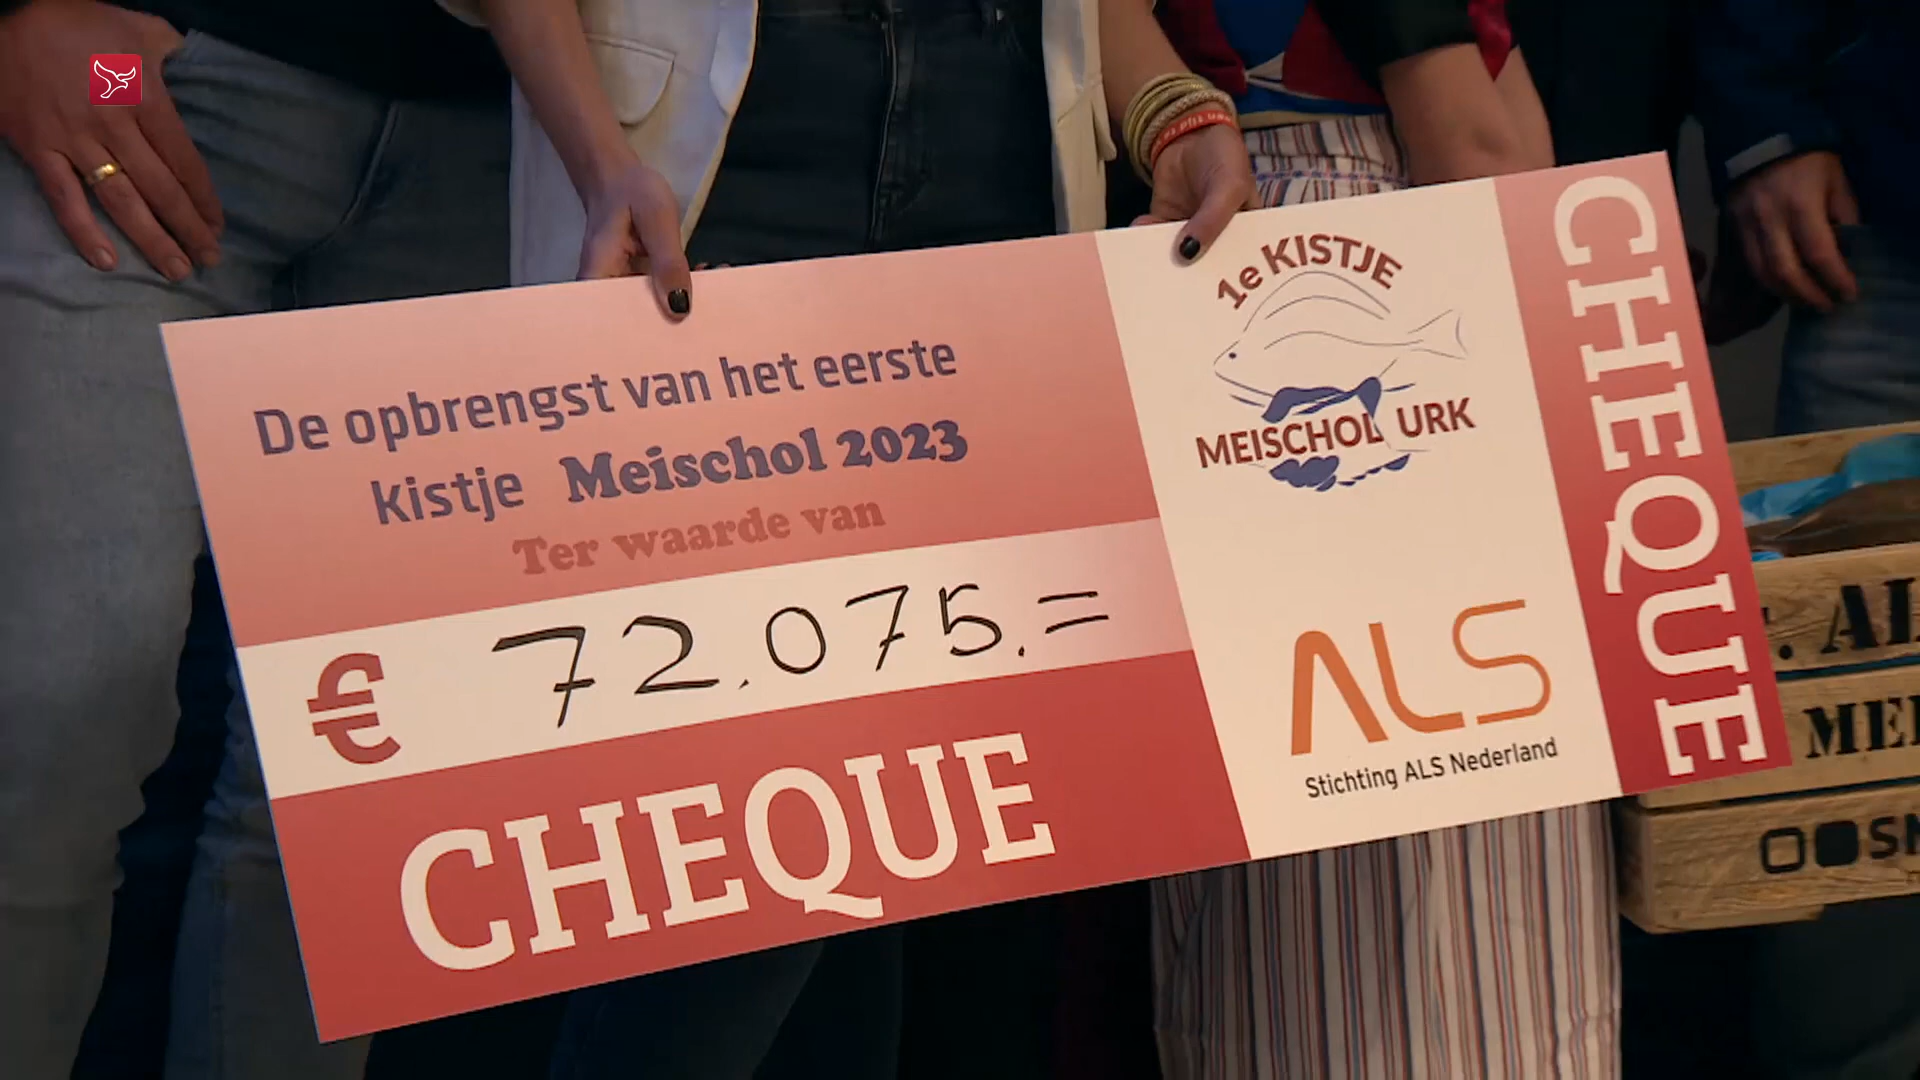 De opbrengst van het eerste
Kistje Meischol 2023
Ter waarde van
€ 72.075.=
CHEQUE
1e KISTJE
MEISCHOL URK
ALS
Stichting ALS Nederland
CHEQUE